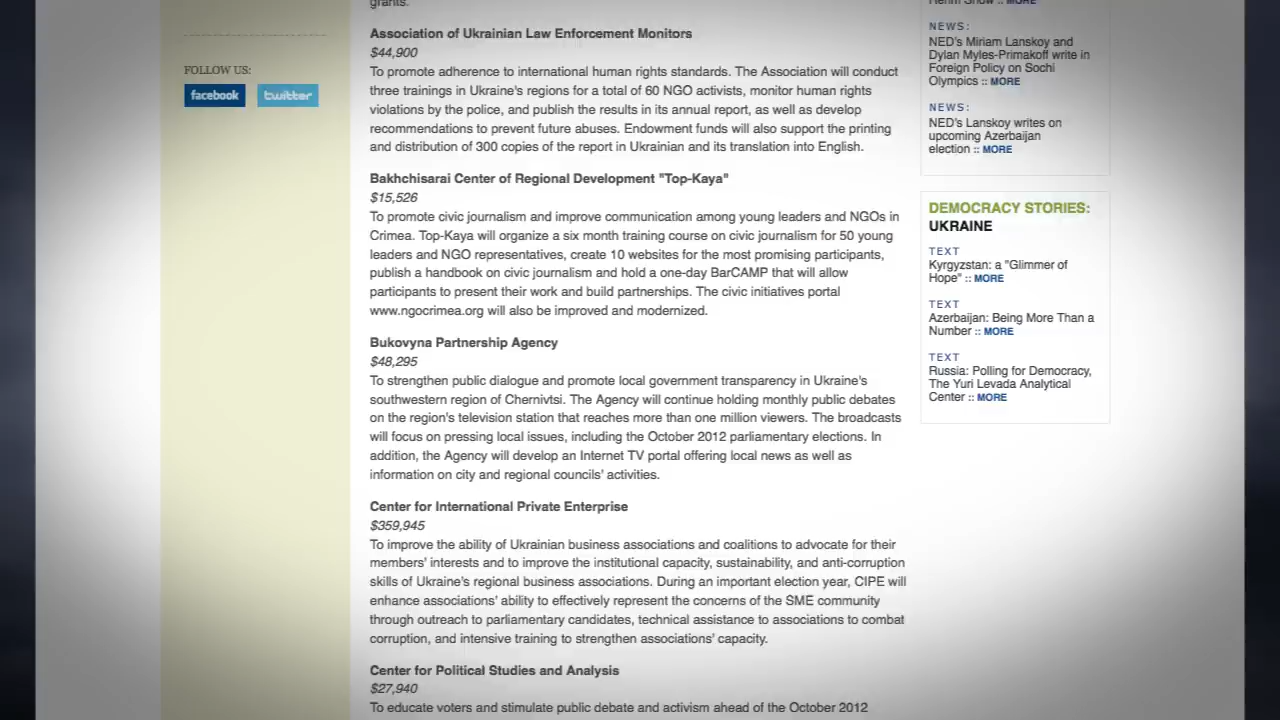 grants.
Association of Ukrainian Law Enforcement Monitors
$44,900
To promote adherence to international human rights standards. The Association will conduct
three trainings in Ukraine's regions for a total of 60 NGO activists, monitor human rights
violations by the police, and publish the results in its annual report, as well as develop
recommendations to prevent future abuses. Endowment funds will also support the printing
and distribution of 300 copies of the report in Ukrainian and its translation into English.
Bakhchisarai Center of Regional Development "Top-Kaya"
$15,526
To promote civic journalism and improve communication among young leaders and NGOs in
Crimea. Top-Kaya will organize a six month training course on civic journalism for 50 young
leaders and NGO representatives, create 10 websites for the most promising participants,
publish a handbook on civic journalism and hold a one-day BarCAMP that will allow
participants to present their work and build partnerships. The civic initiatives portal
www.ngocrimea.org will also be improved and modernized.
Bukovyna Partnership Agency
$48,295
To strengthen public dialogue and promote local government transparency in Ukraine's
southwestern region of Chernivtsi. The Agency will continue holding monthly public debates
on the region's television station that reaches more than one million viewers. The broadcasts
will focus on pressing local issues, including the October 2012 parliamentary elections. In
addition, the Agency will develop an Internet TV portal offering local news as well as
information on city and regional councils' activities.
Center for International Private Enterprise
$359,945
To improve the ability of Ukrainian business associations and coalitions to advocate for their
members' interests and to improve the institutional capacity, sustainability, and anti-corruption
skills of Ukraine's regional business associations. During an important election year, CIPE will
enhance associations' ability to effectively represent the concerns of the SME community
through outreach to parliamentary candidates, technical assistance to associations to combat
corruption, and intensive training to strengthen associations' capacity.
Center for Political Studies and Analysis
$27,940
To educate voters and stimulate public debate and activism ahead of the October 2012
FOLLOW US:
facebook
twitter
Rehm Show :: MORE
NEWS:
NED's Miriam Lanskoy and
Dylan Myles-Primakoff write in
Foreign Policy on Sochi
Olympics :: MORE
NEWS:
NED's Lanskoy writes on
upcoming Azerbaijan
election :: MORE
DEMOCRACY STORIES:
UKRAINE
TEXT
Kyrgyzstan: a "Glimmer of
Hope" :: MORE
TEXT
Azerbaijan: Being More Than a
Number :: MORE
TEXT
Russia: Polling for Democracy,
The Yuri Levada Analytical
Center :: MORE